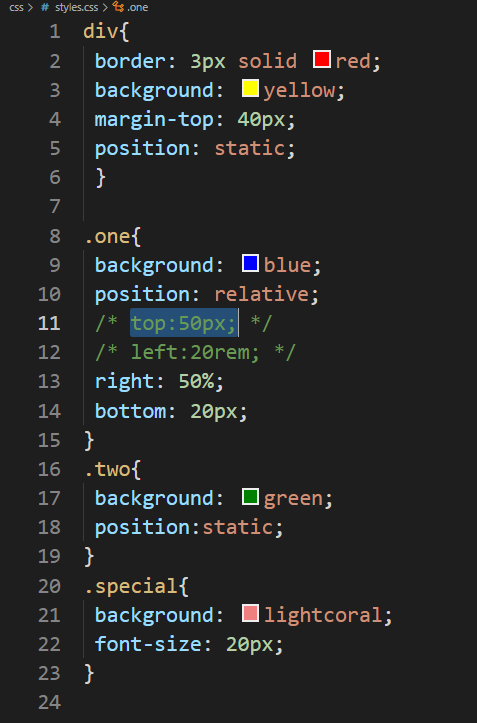 css > # styles.css > .one
1 div{
2 border: 3px solid red;
3 background: yellow;
4 margin-top: 40px;
5 position: static;
6 }
7
8 .one{
9 background: blue;
10 position: relative;
11 /* top:50px; */
12 /* left:20rem; */
13 right: 50%;
14 bottom: 20px;
15 }
16 .two{
17 background: green;
18 position:static;
19 }
20 .special{
21 background: lightcoral;
22 font-size: 20px;
23 }
24